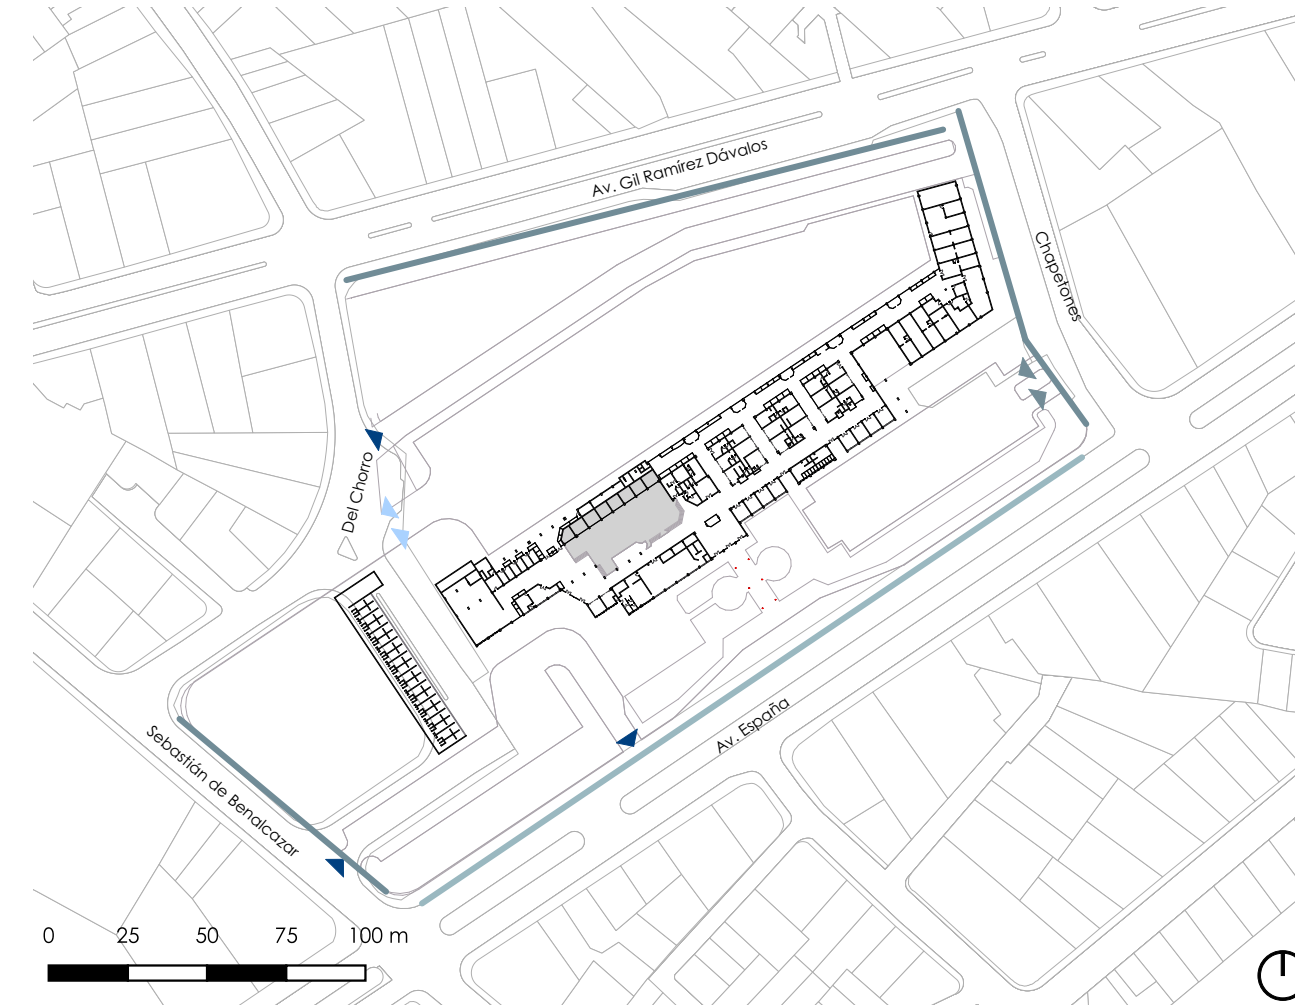 Av. Gil Ramírez Dávalos
Chapetones
Del Chorro
Av. España
Sebastián de Benalcazar
0 25 50 75 100 m